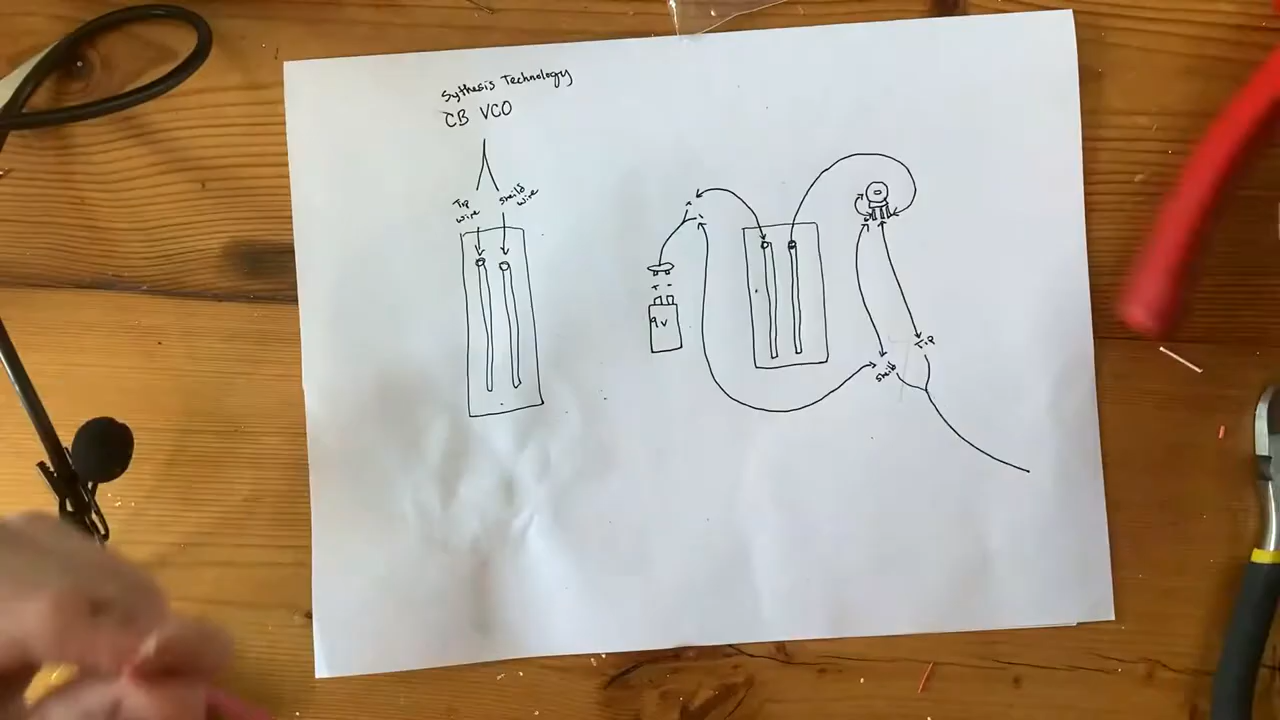 Sythesis Technology
CB VCO
Tip
wire
sheild
wire
+ -
9v
Tip
sheild